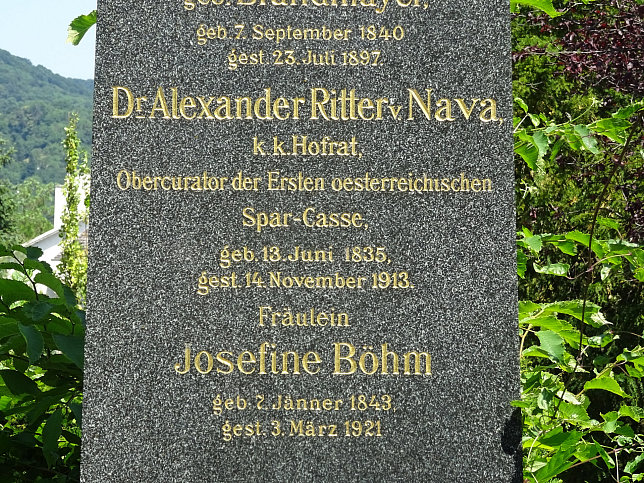 geb. Brandmayer,
geb. 7. September 1840
gest. 23. Juli 1897.
Dr. Alexander Ritter v. Nava,
k.k. Hofrat,
Obercurator der Ersten oesterreichischen
Spar-Casse,
geb. 13. Juni 1835,
gest. 14. November 1913.
Fräulein
Josefine Böhm
geb. 7. Jänner 1843,
gest. 3. März 1921